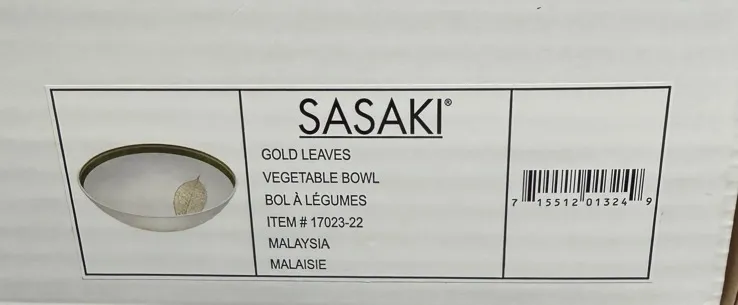 SASAKI®
GOLD LEAVES
VEGETABLE BOWL
BOL À LÉGUMES
ITEM # 17023-22
MALAYSIA
MALAISIE
7 15512 01324 9